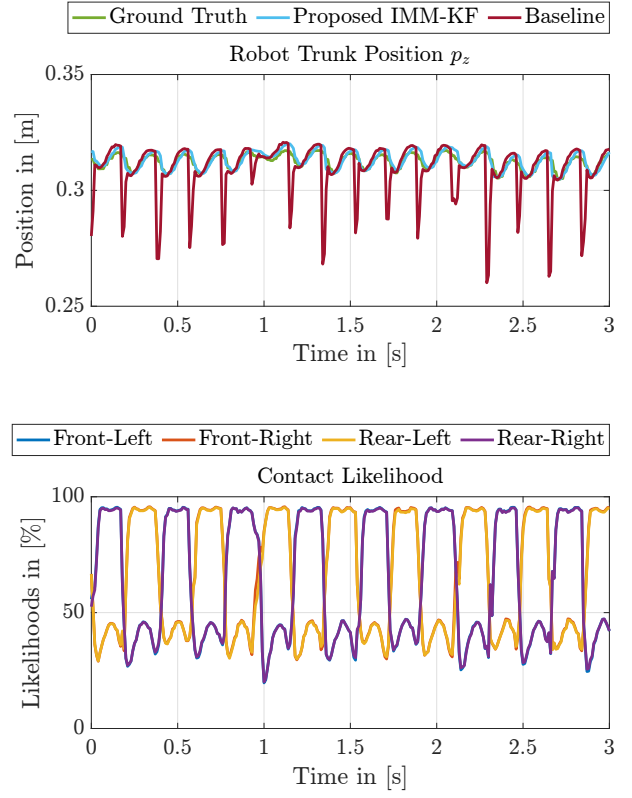 Ground Truth Proposed IMM-KF Baseline
Robot Trunk Position p_z
0.35
0.3
0.25
Position in [m]
0 0.5 1 1.5 2 2.5 3
Time in [s]
Front-Left Front-Right Rear-Left Rear-Right
Contact Likelihood
100
50
0
Likelihoods in [%]
0 0.5 1 1.5 2 2.5 3
Time in [s]